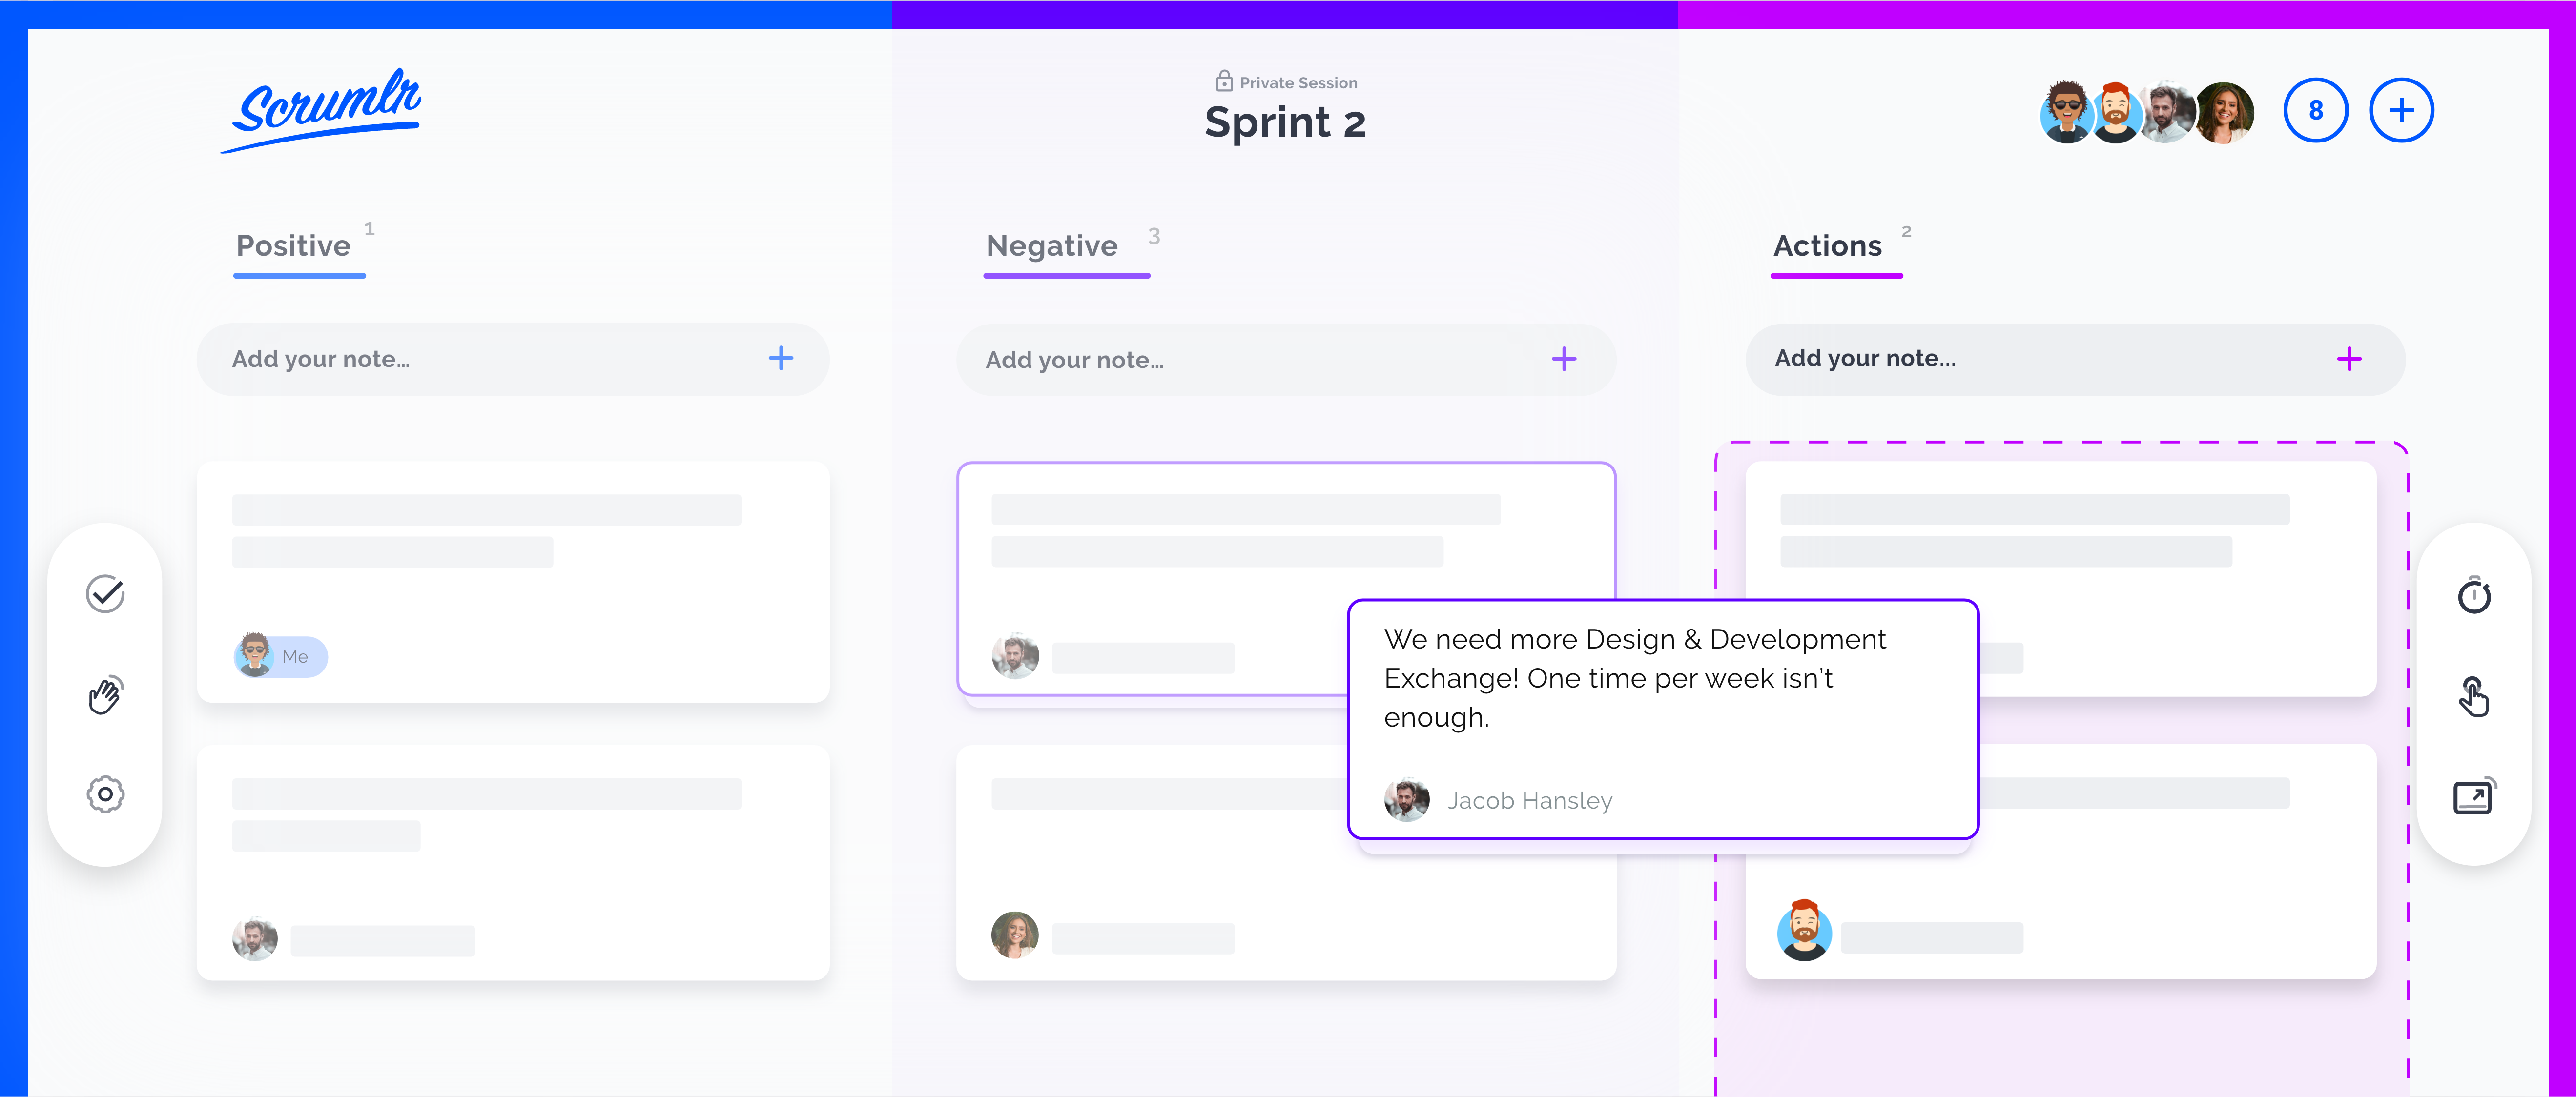 Scrumlr
Private Session
Sprint 2
8
Positive 1
Negative 3
Actions 2
Add your note...
Add your note...
Add your note...
Me
We need more Design & Development
Exchange! One time per week isn’t
enough.
Jacob Hansley